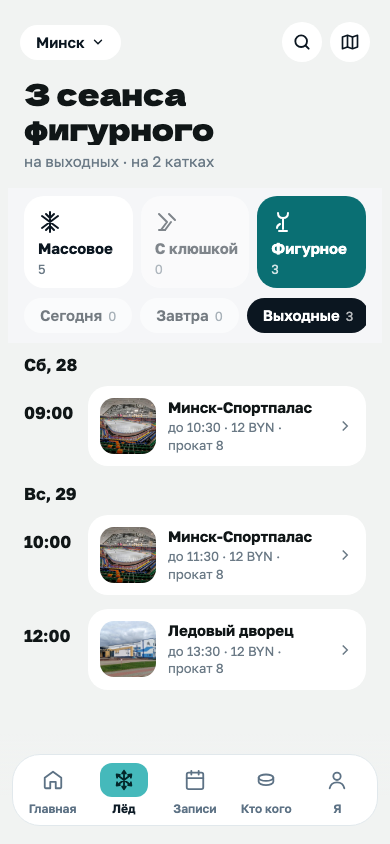 Минск
3 сеанса
фигурного
на выходных · на 2 катках
Массовое
5
С клюшкой
0
Фигурное
3
Сегодня 0
Завтра 0
Выходные 3
Сб, 28
09:00
Минск-Спортпалас
до 10:30 · 12 BYN ·
прокат 8
Вс, 29
10:00
Минск-Спортпалас
до 11:30 · 12 BYN ·
прокат 8
12:00
Ледовый дворец
до 13:30 · 12 BYN ·
прокат 8
Главная
Лёд
Записи
Кто кого
Я